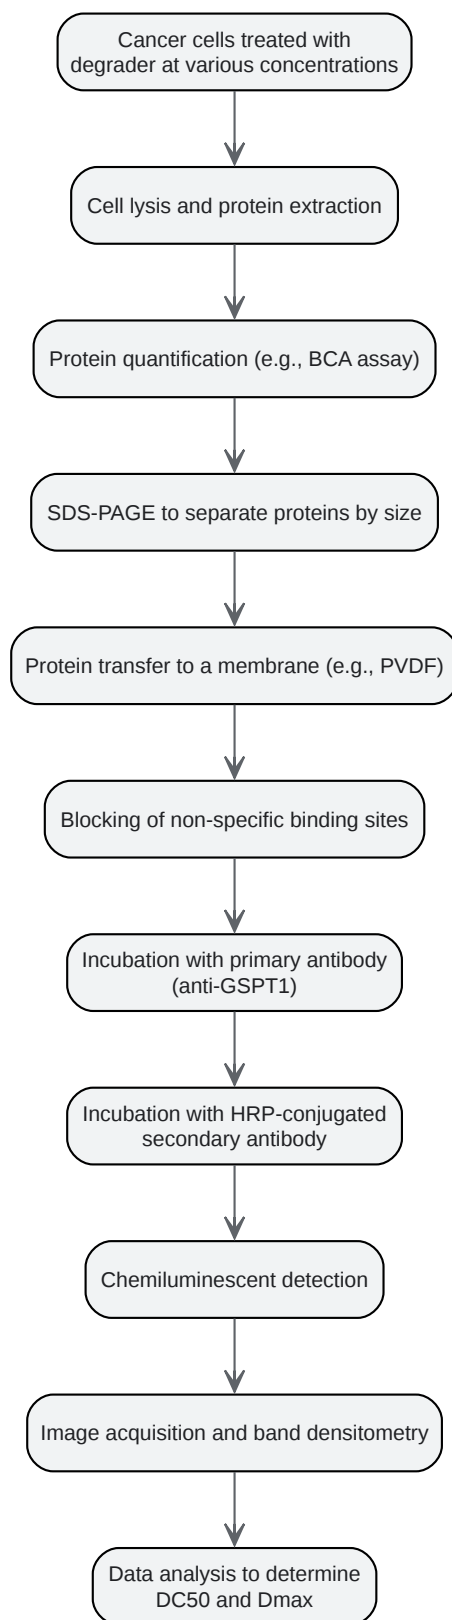 Cancer cells treated with
degrader at various concentrations
Cell lysis and protein extraction
Protein quantification (e.g., BCA assay)
SDS-PAGE to separate proteins by size
Protein transfer to a membrane (e.g., PVDF)
Blocking of non-specific binding sites
Incubation with primary antibody
(anti-GSPT1)
Incubation with HRP-conjugated
secondary antibody
Chemiluminescent detection
Image acquisition and band densitometry
Data analysis to determine
DC50 and Dmax